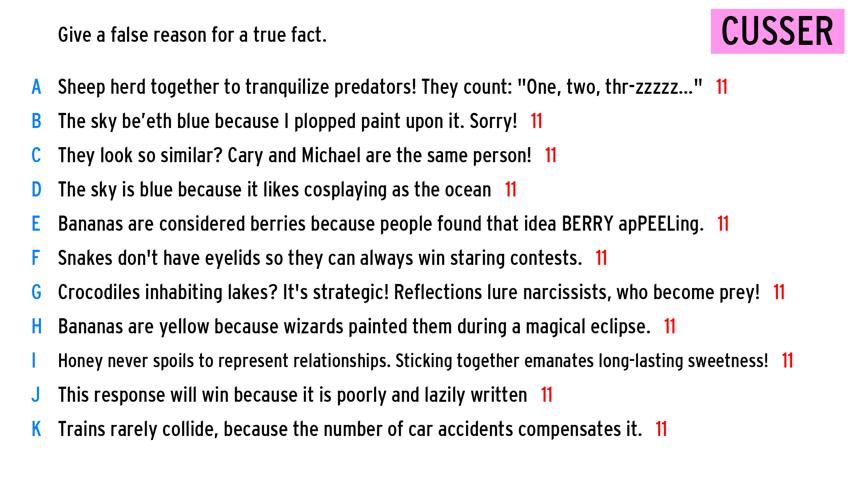 Give a false reason for a true fact.
CUSSER
A Sheep herd together to tranquilize predators! They count: "One, two, thr-zzzzz..." 11
B The sky be'eth blue because I plopped paint upon it. Sorry! 11
C They look so similar? Cary and Michael are the same person! 11
D The sky is blue because it likes cosplaying as the ocean 11
E Bananas are considered berries because people found that idea BERRY apPEELing. 11
F Snakes don't have eyelids so they can always win staring contests. 11
G Crocodiles inhabiting lakes? It's strategic! Reflections lure narcissists, who become prey! 11
H Bananas are yellow because wizards painted them during a magical eclipse. 11
I Honey never spoils to represent relationships. Sticking together emanates long-lasting sweetness! 11
J This response will win because it is poorly and lazily written 11
K Trains rarely collide, because the number of car accidents compensates it. 11